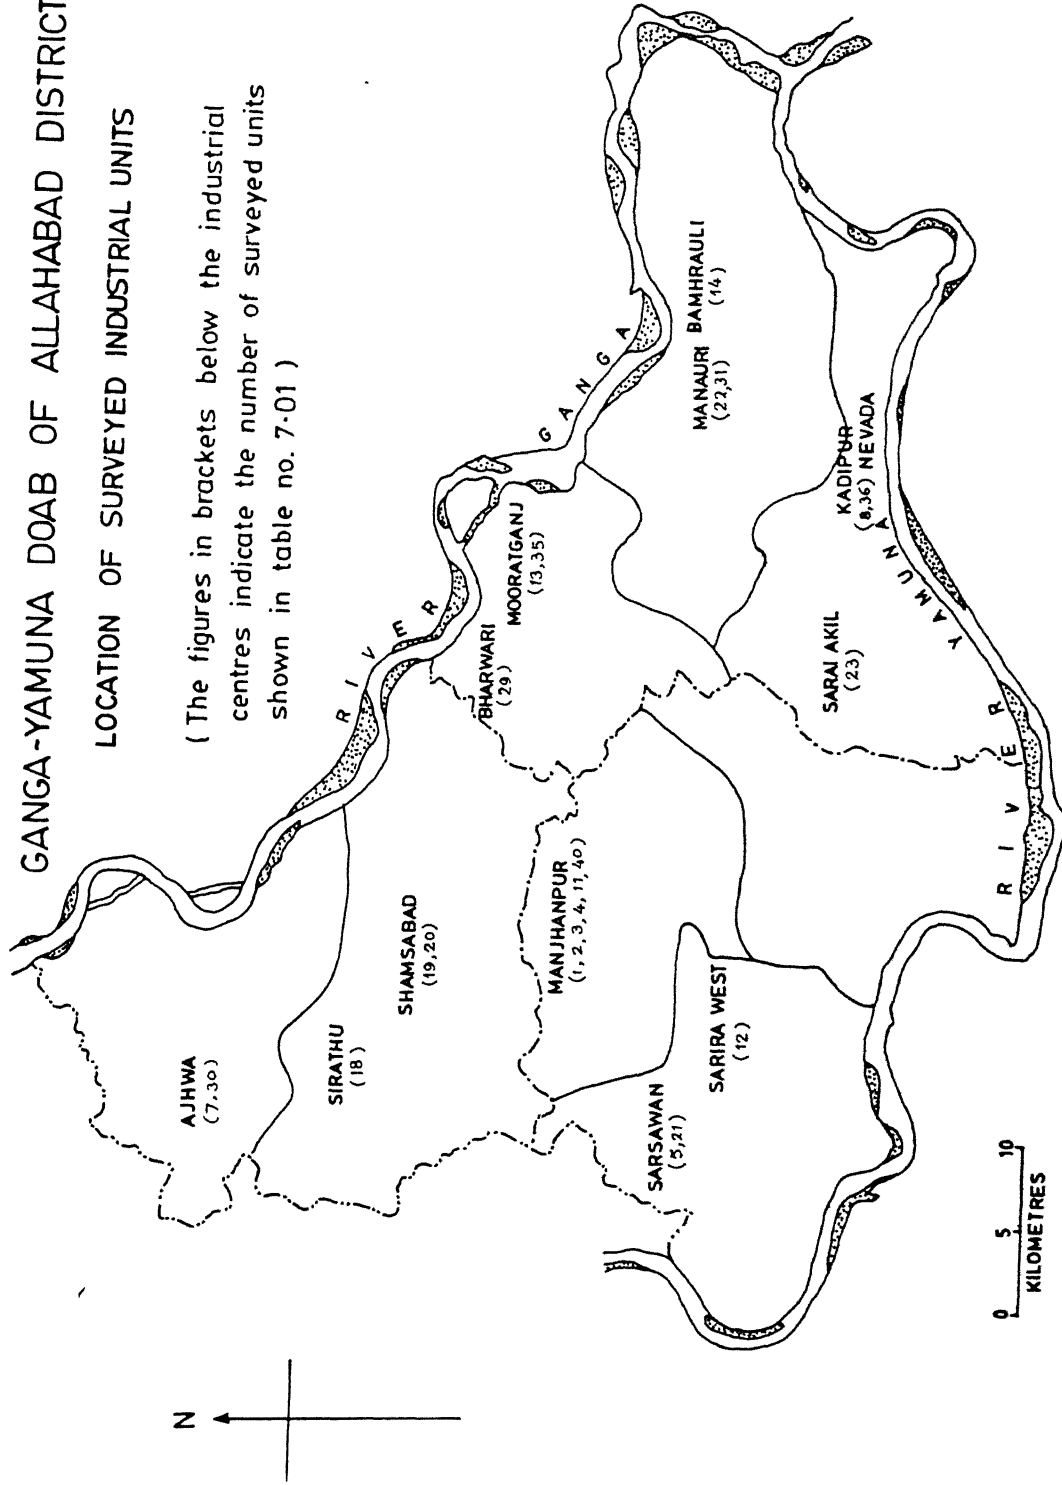 GANGA-YAMUNA DOAB OF ALLAHABAD DISTRICT
LOCATION OF SURVEYED INDUSTRIAL UNITS
(The figures in brackets below the industrial
centres indicate the number of surveyed units
shown in table no. 7·01)
N
RIVER GANGA
AJHWA
(7,30)
SIRATHU
(18)
SHAMSABAD
(19,20)
BHARWARI
(29)
MOORATGANJ
(13,35)
MANJHANPUR
(1,2,3,4,11,40)
SARSAWAN
(5,21)
SARIRA WEST
(12)
MANAURI
(22,31)
BAMHRAULI
(14)
SARAI AKIL
(23)
KADIPUR
(8,36) NEVADA
RIVER YAMUNA
0 5 10
KILOMETRES